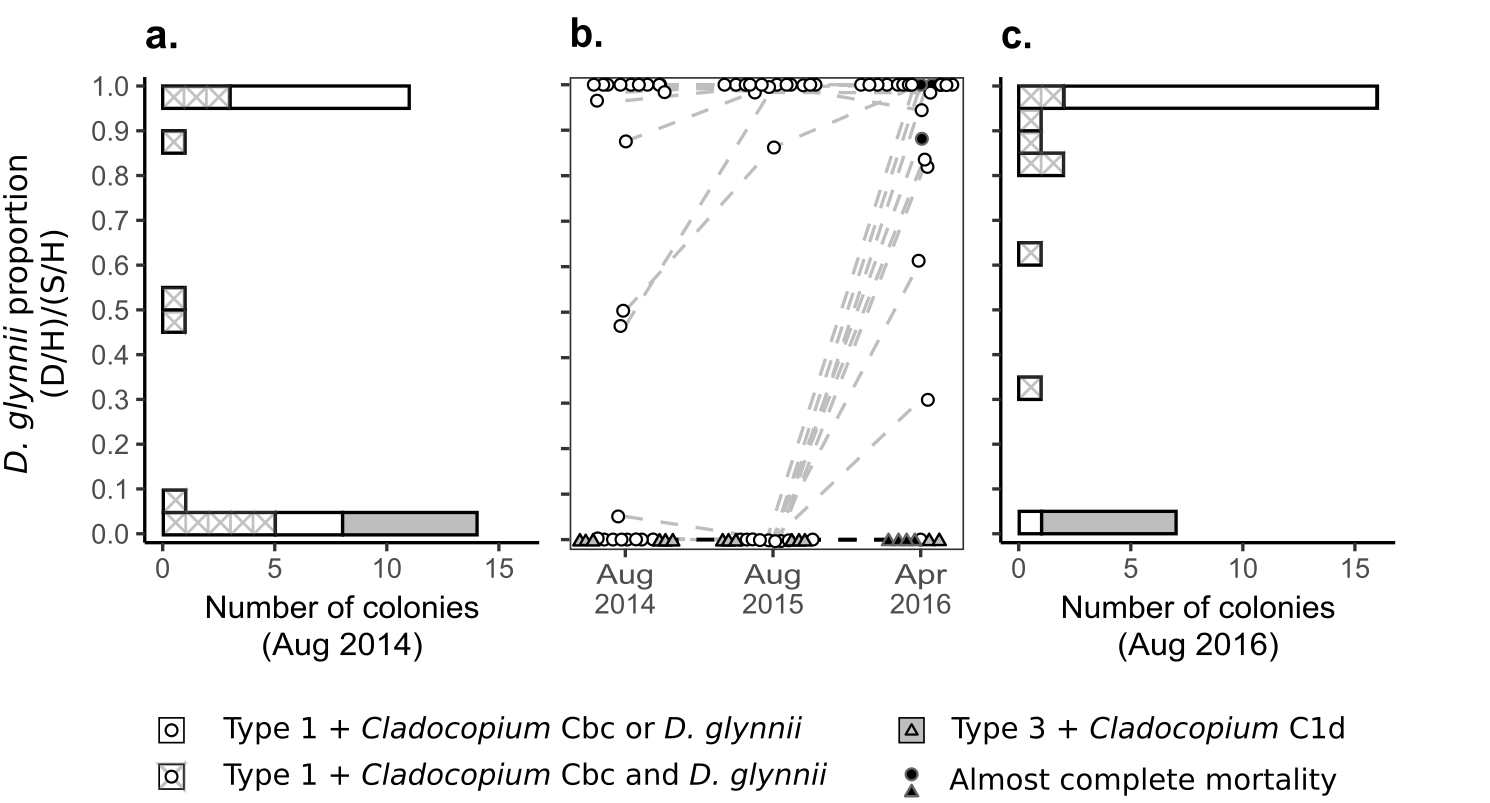 a.
b.
c.
D. glynnii proportion
(D/H)/(S/H)
1.0
0.9
0.8
0.7
0.6
0.5
0.4
0.3
0.2
0.1
0.0
0 5 10 15
Number of colonies
(Aug 2014)
Aug
2014
Aug
2015
Apr
2016
0 5 10 15
Number of colonies
(Aug 2016)
Type 1 + Cladocopium Cbc or D. glynnii
Type 1 + Cladocopium Cbc and D. glynnii
Type 3 + Cladocopium C1d
Almost complete mortality